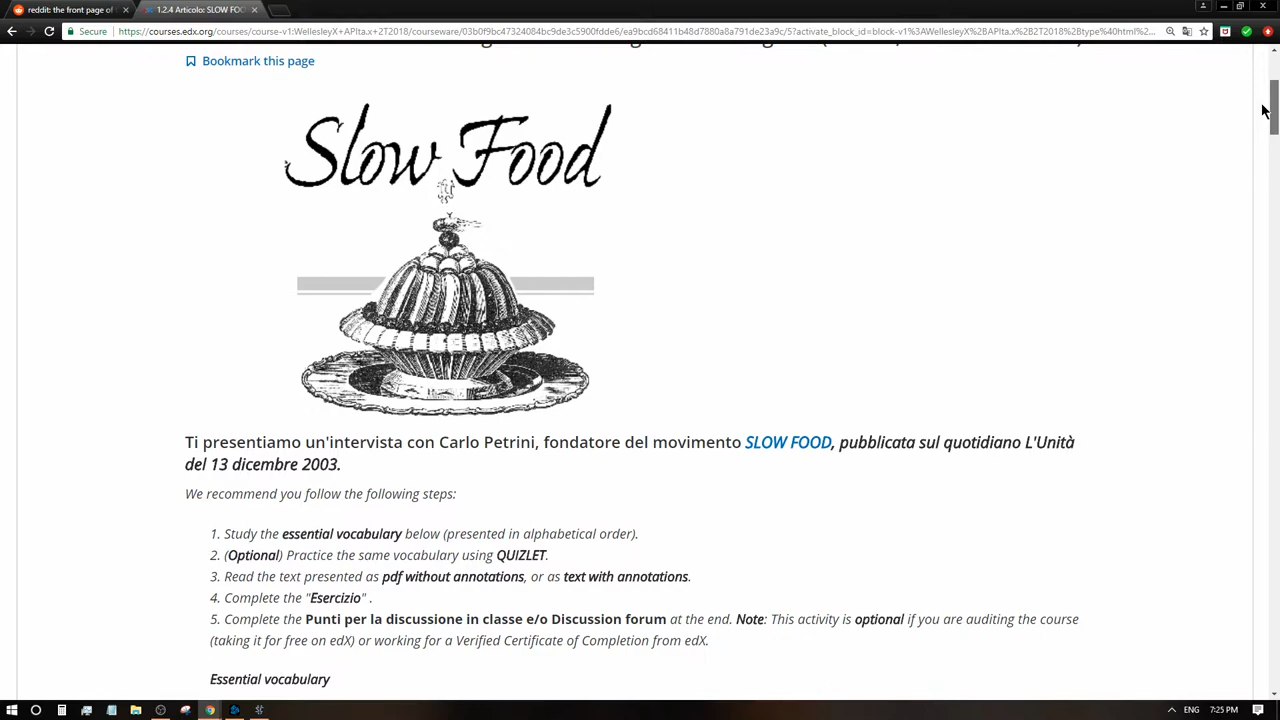 reddit: the front page of
1.2.4 Articolo: SLOW FOO
Secure
https://courses.edx.org/courses/course-v1:WellesleyX+APIta.x+2T2018/courseware/03b0f9bc47324084bc9de3c5900fdde6/ea9bcd68411b48d7880a8a791de23a9c/5?activate_block_id=block-v1%3AWellesleyX%2BAPIta.x%2B2T2018%2Btype%40html%2...
Bookmark this page
Slow Food
Ti presentiamo un'intervista con Carlo Petrini, fondatore del movimento SLOW FOOD, pubblicata sul quotidiano L'Unità
del 13 dicembre 2003.
We recommend you follow the following steps:
1. Study the essential vocabulary below (presented in alphabetical order).
2. (Optional) Practice the same vocabulary using QUIZLET.
3. Read the text presented as pdf without annotations, or as text with annotations.
4. Complete the "Esercizio" .
5. Complete the Punti per la discussione in classe e/o Discussion forum at the end. Note: This activity is optional if you are auditing the course
(taking it for free on edX) or working for a Verified Certificate of Completion from edX.
Essential vocabulary
ENG
7:25 PM